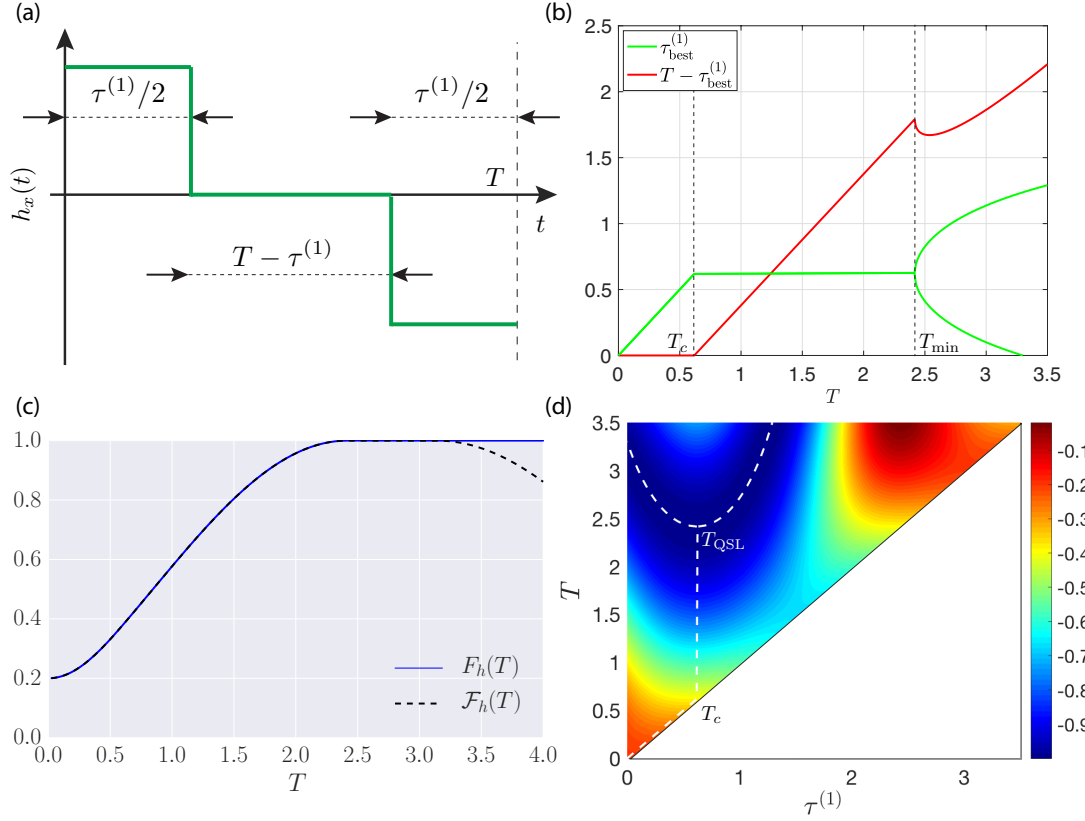 (a)
τ^(1)/2
τ^(1)/2
h_x(t)
T
t
T − τ^(1)
(b)
τ_best^(1)
T − τ_best^(1)
2.5
2
1.5
1
0.5
0
T_c
T_min
0 0.5 1 1.5 2 2.5 3 3.5
T
(c)
1.0
0.8
0.6
0.4
0.2
0.0
F_h(T)
ℱ_h(T)
0.0 0.5 1.0 1.5 2.0 2.5 3.0 3.5 4.0
T
(d)
3.5
3
2.5
2
1.5
1
0.5
0
T
T_QSL
T_c
0 1 2 3
τ^(1)
-0.1
-0.2
-0.3
-0.4
-0.5
-0.6
-0.7
-0.8
-0.9
-1